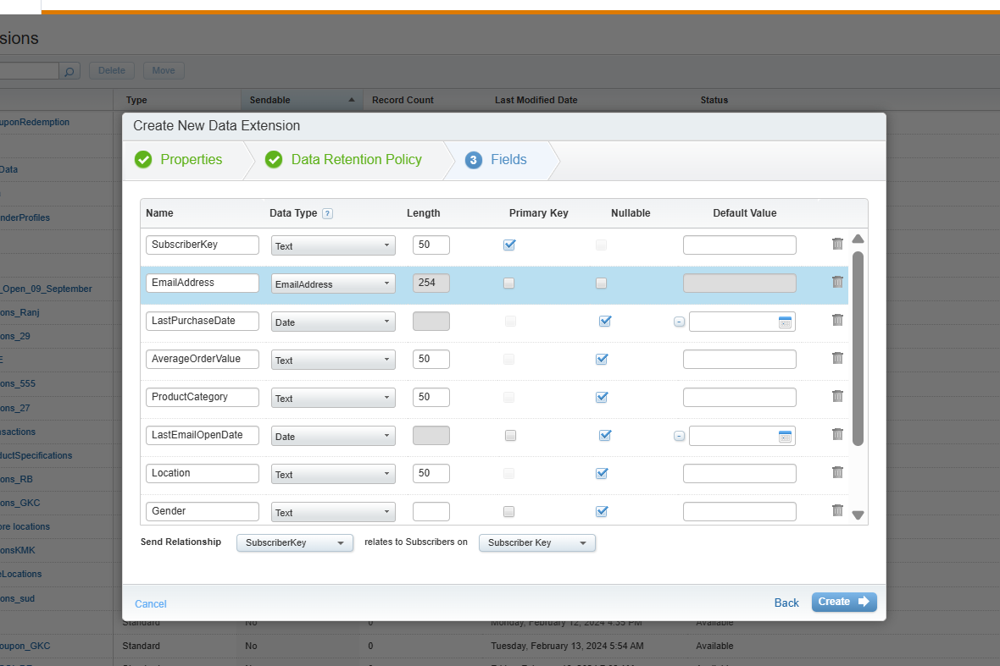 sions
Delete Move
Type Sendable Record Count Last Modified Date Status
uponRedemption
Create New Data Extension
Properties Data Retention Policy 3 Fields
Data
nderProfiles
Name Data Type ? Length Primary Key Nullable Default Value
SubscriberKey Text 50
EmailAddress EmailAddress 254
_Open_09_September
ons_Ranj
LastPurchaseDate Date -
ons_29
E
AverageOrderValue Text 50
ons_555
ProductCategory Text 50
ons_27
nsactions
LastEmailOpenDate Date -
ductSpecifications
ons_RB
Location Text 50
ons_GKC
Gender Text
ore locations
Send Relationship SubscriberKey relates to Subscribers on Subscriber Key
onsKMK
eLocations
ons_sud
Cancel Back Create
Standard No 0 Monday, February 12, 2024 4:35 PM Available
oupon_GKC Standard No 0 Tuesday, February 13, 2024 5:54 AM Available